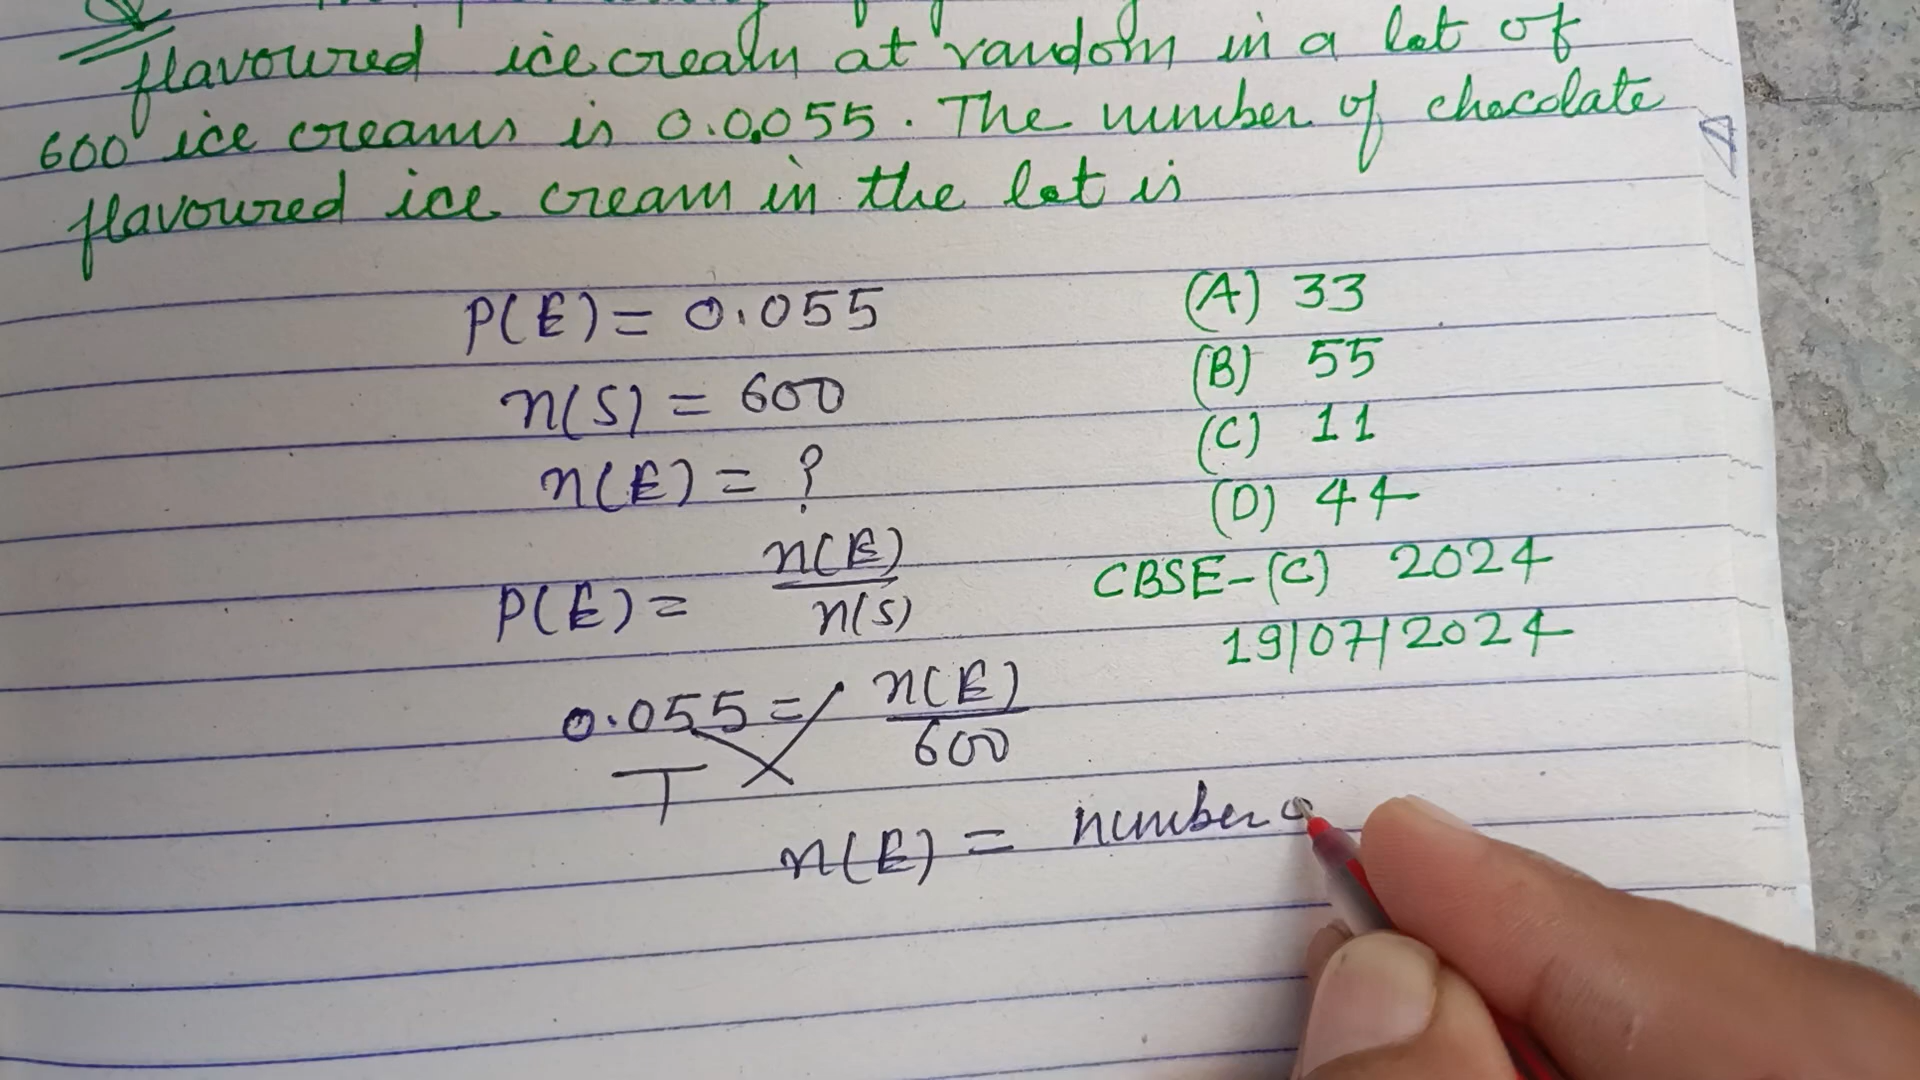 flavoured ice cream at random in a lot of
600 ice creams is 0.0055. The number of chocolate
flavoured ice cream in the lot is
P(E) = 0.055
(A) 33
n(S) = 600
(B) 55
n(E) = ?
(C) 11
(D) 44
P(E) = n(E)/n(S)
CBSE-(C) 2024
19/07/2024
0.055 = n(E)/600
n(E) = number